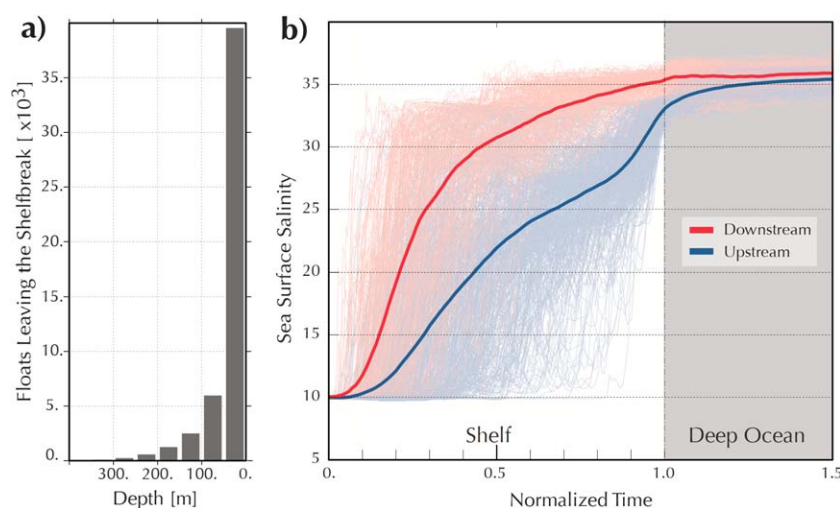 a)
Floats Leaving the Shelfbreak [ x10³]
35.
30.
25.
20.
15.
10.
5.
0.
300. 200. 100. 0.
Depth [m]
b)
Sea Surface Salinity
35
30
25
20
15
10
5
Downstream
Upstream
Shelf
Deep Ocean
0. 0.5 1.0 1.5
Normalized Time